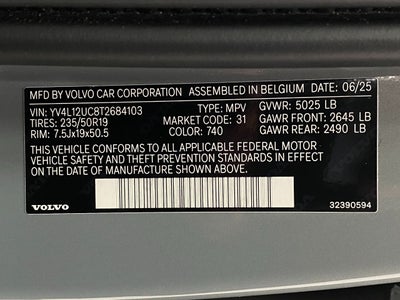 MFD BY VOLVO CAR CORPORATION ASSEMBLED IN BELGIUM DATE: 06/25
VIN: YV4L12UC8T2684103 TYPE: MPV GVWR: 5025 LB
TIRES: 235/50R19 MARKET CODE: 31 GAWR FRONT: 2645 LB
RIM: 7.5Jx19x50.5 COLOR: 740 GAWR REAR: 2490 LB
THIS VEHICLE CONFORMS TO ALL APPLICABLE FEDERAL MOTOR
VEHICLE SAFETY AND THEFT PREVENTION STANDARDS IN EFFECT
ON THE DATE OF MANUFACTURE SHOWN ABOVE.
VOLVO 32390594